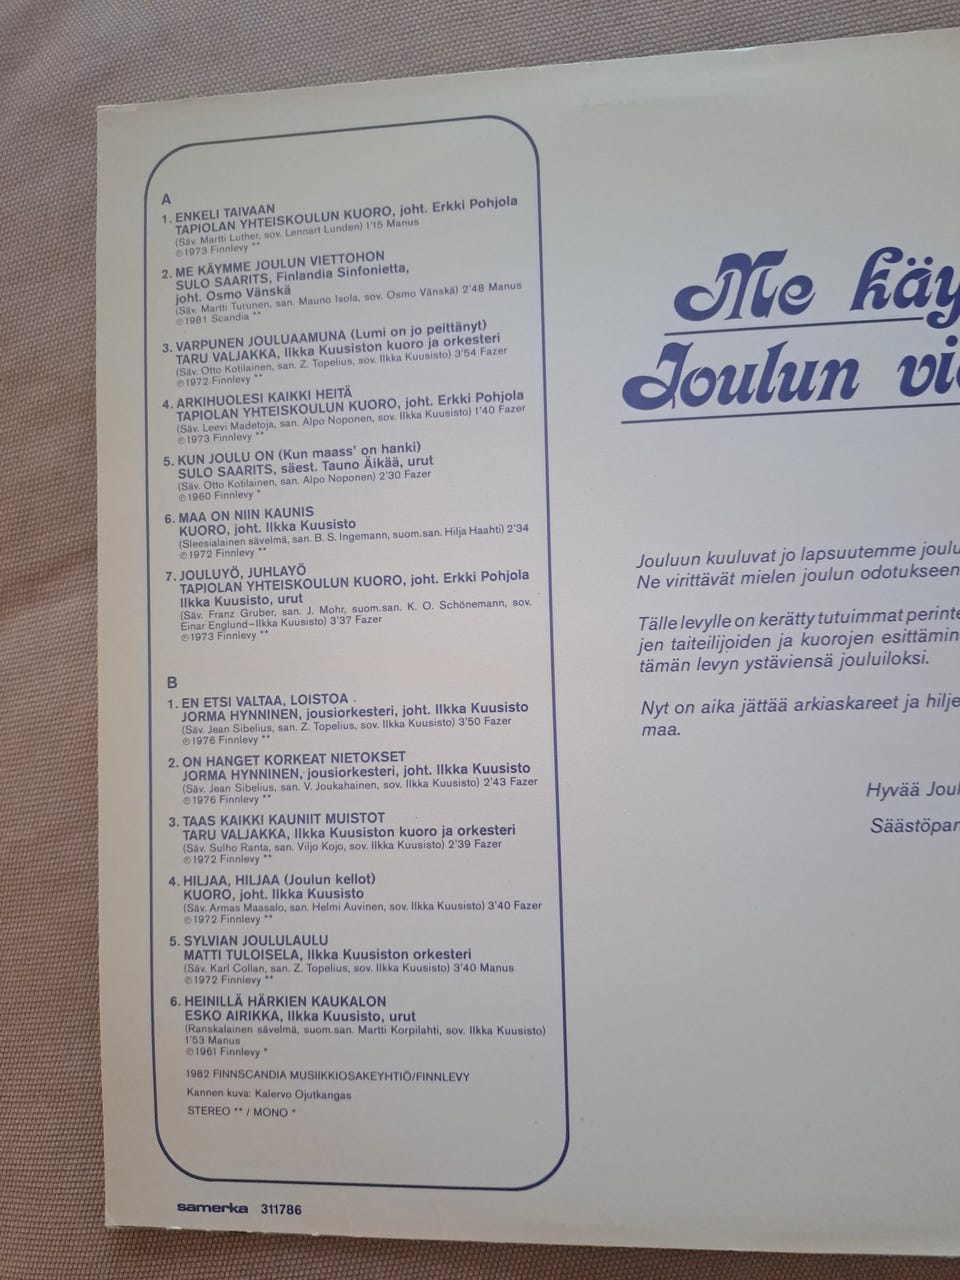 A
1. ENKELI TAIVAAN
TAPIOLAN YHTEISKOULUN KUORO, joht. Erkki Pohjola
(Säv. Martti Luther, sov. Lennart Lunden) 1'15 Manus
℗1973 Finnlevy **
2. ME KÄYMME JOULUN VIETTOHON
SULO SAARITS, Finlandia Sinfonietta,
joht. Osmo Vänskä
(Säv. Martti Turunen, san. Mauno Isola, sov. Osmo Vänskä) 2'48 Manus
℗1981 Scandia **
3. VARPUNEN JOULUAAMUNA (Lumi on jo peittänyt)
TARU VALJAKKA, Ilkka Kuusiston kuoro ja orkesteri
(Säv. Otto Kotilainen, san. Z. Topelius, sov. Ilkka Kuusisto) 3'54 Fazer
℗1972 Finnlevy **
4. ARKIHUOLESI KAIKKI HEITÄ
TAPIOLAN YHTEISKOULUN KUORO, joht. Erkki Pohjola
(Säv. Leevi Madetoja, san. Alpo Noponen, sov. Ilkka Kuusisto) 1'40 Fazer
℗1973 Finnlevy **
5. KUN JOULU ON (Kun maass' on hanki)
SULO SAARITS, säest. Tauno Äikää, urut
(Säv. Otto Kotilainen, san. Alpo Noponen) 2'30 Fazer
℗1960 Finnlevy *
6. MAA ON NIIN KAUNIS
KUORO, joht. Ilkka Kuusisto
(Sleesialainen sävelmä, san. B. S. Ingemann, suom.san. Hilja Haahti) 2'34
℗1972 Finnlevy **
7. JOULUYÖ, JUHLAYÖ
TAPIOLAN YHTEISKOULUN KUORO, joht. Erkki Pohjola
Ilkka Kuusisto, urut
(Säv. Franz Gruber, san. J. Mohr, suom.san. K. O. Schönemann, sov.
Einar Englund–Ilkka Kuusisto) 3'37 Fazer
℗1973 Finnlevy **
B
1. EN ETSI VALTAA, LOISTOA .
JORMA HYNNINEN, jousiorkesteri, joht. Ilkka Kuusisto
(Säv. Jean Sibelius, san. Z. Topelius, sov. Ilkka Kuusisto) 3'50 Fazer
℗1976 Finnlevy **
2. ON HANGET KORKEAT NIETOKSET
JORMA HYNNINEN, jousiorkesteri, joht. Ilkka Kuusisto
(Säv. Jean Sibelius, san. V. Joukahainen, sov. Ilkka Kuusisto) 2'43 Fazer
℗1976 Finnlevy **
3. TAAS KAIKKI KAUNIIT MUISTOT
TARU VALJAKKA, Ilkka Kuusiston kuoro ja orkesteri
(Säv. Sulho Ranta, san. Viljo Kojo, sov. Ilkka Kuusisto) 2'39 Fazer
℗1972 Finnlevy **
4. HILJAA, HILJAA (Joulun kellot)
KUORO, joht. Ilkka Kuusisto
(Säv. Armas Maasalo, san. Helmi Auvinen, sov. Ilkka Kuusisto) 3'40 Fazer
℗1972 Finnlevy **
5. SYLVIAN JOULULAULU
MATTI TULOISELA, Ilkka Kuusiston orkesteri
(Säv. Karl Collan, san. Z. Topelius, sov. Ilkka Kuusisto) 3'40 Manus
℗1972 Finnlevy **
6. HEINILLÄ HÄRKIEN KAUKALON
ESKO AIRIKKA, Ilkka Kuusisto, urut
(Ranskalainen sävelmä, suom.san. Martti Korpilahti, sov. Ilkka Kuusisto)
1'53 Manus
℗1961 Finnlevy *
1982 FINNSCANDIA MUSIIKKIOSAKEYHTIÖ/FINNLEVY
Kannen kuva: Kalervo Ojutkangas
STEREO ** / MONO *
samerka 311786
Me käy
Joulun vi
Jouluun kuuluvat jo lapsuutemme joulu
Ne virittävät mielen joulun odotukseen
Tälle levylle on kerätty tutuimmat perinte
jen taiteilijoiden ja kuorojen esittämin
tämän levyn ystäviensä jouluiloksi.
Nyt on aika jättää arkiaskareet ja hilje
maa.
Hyvää Joul
Säästöpan